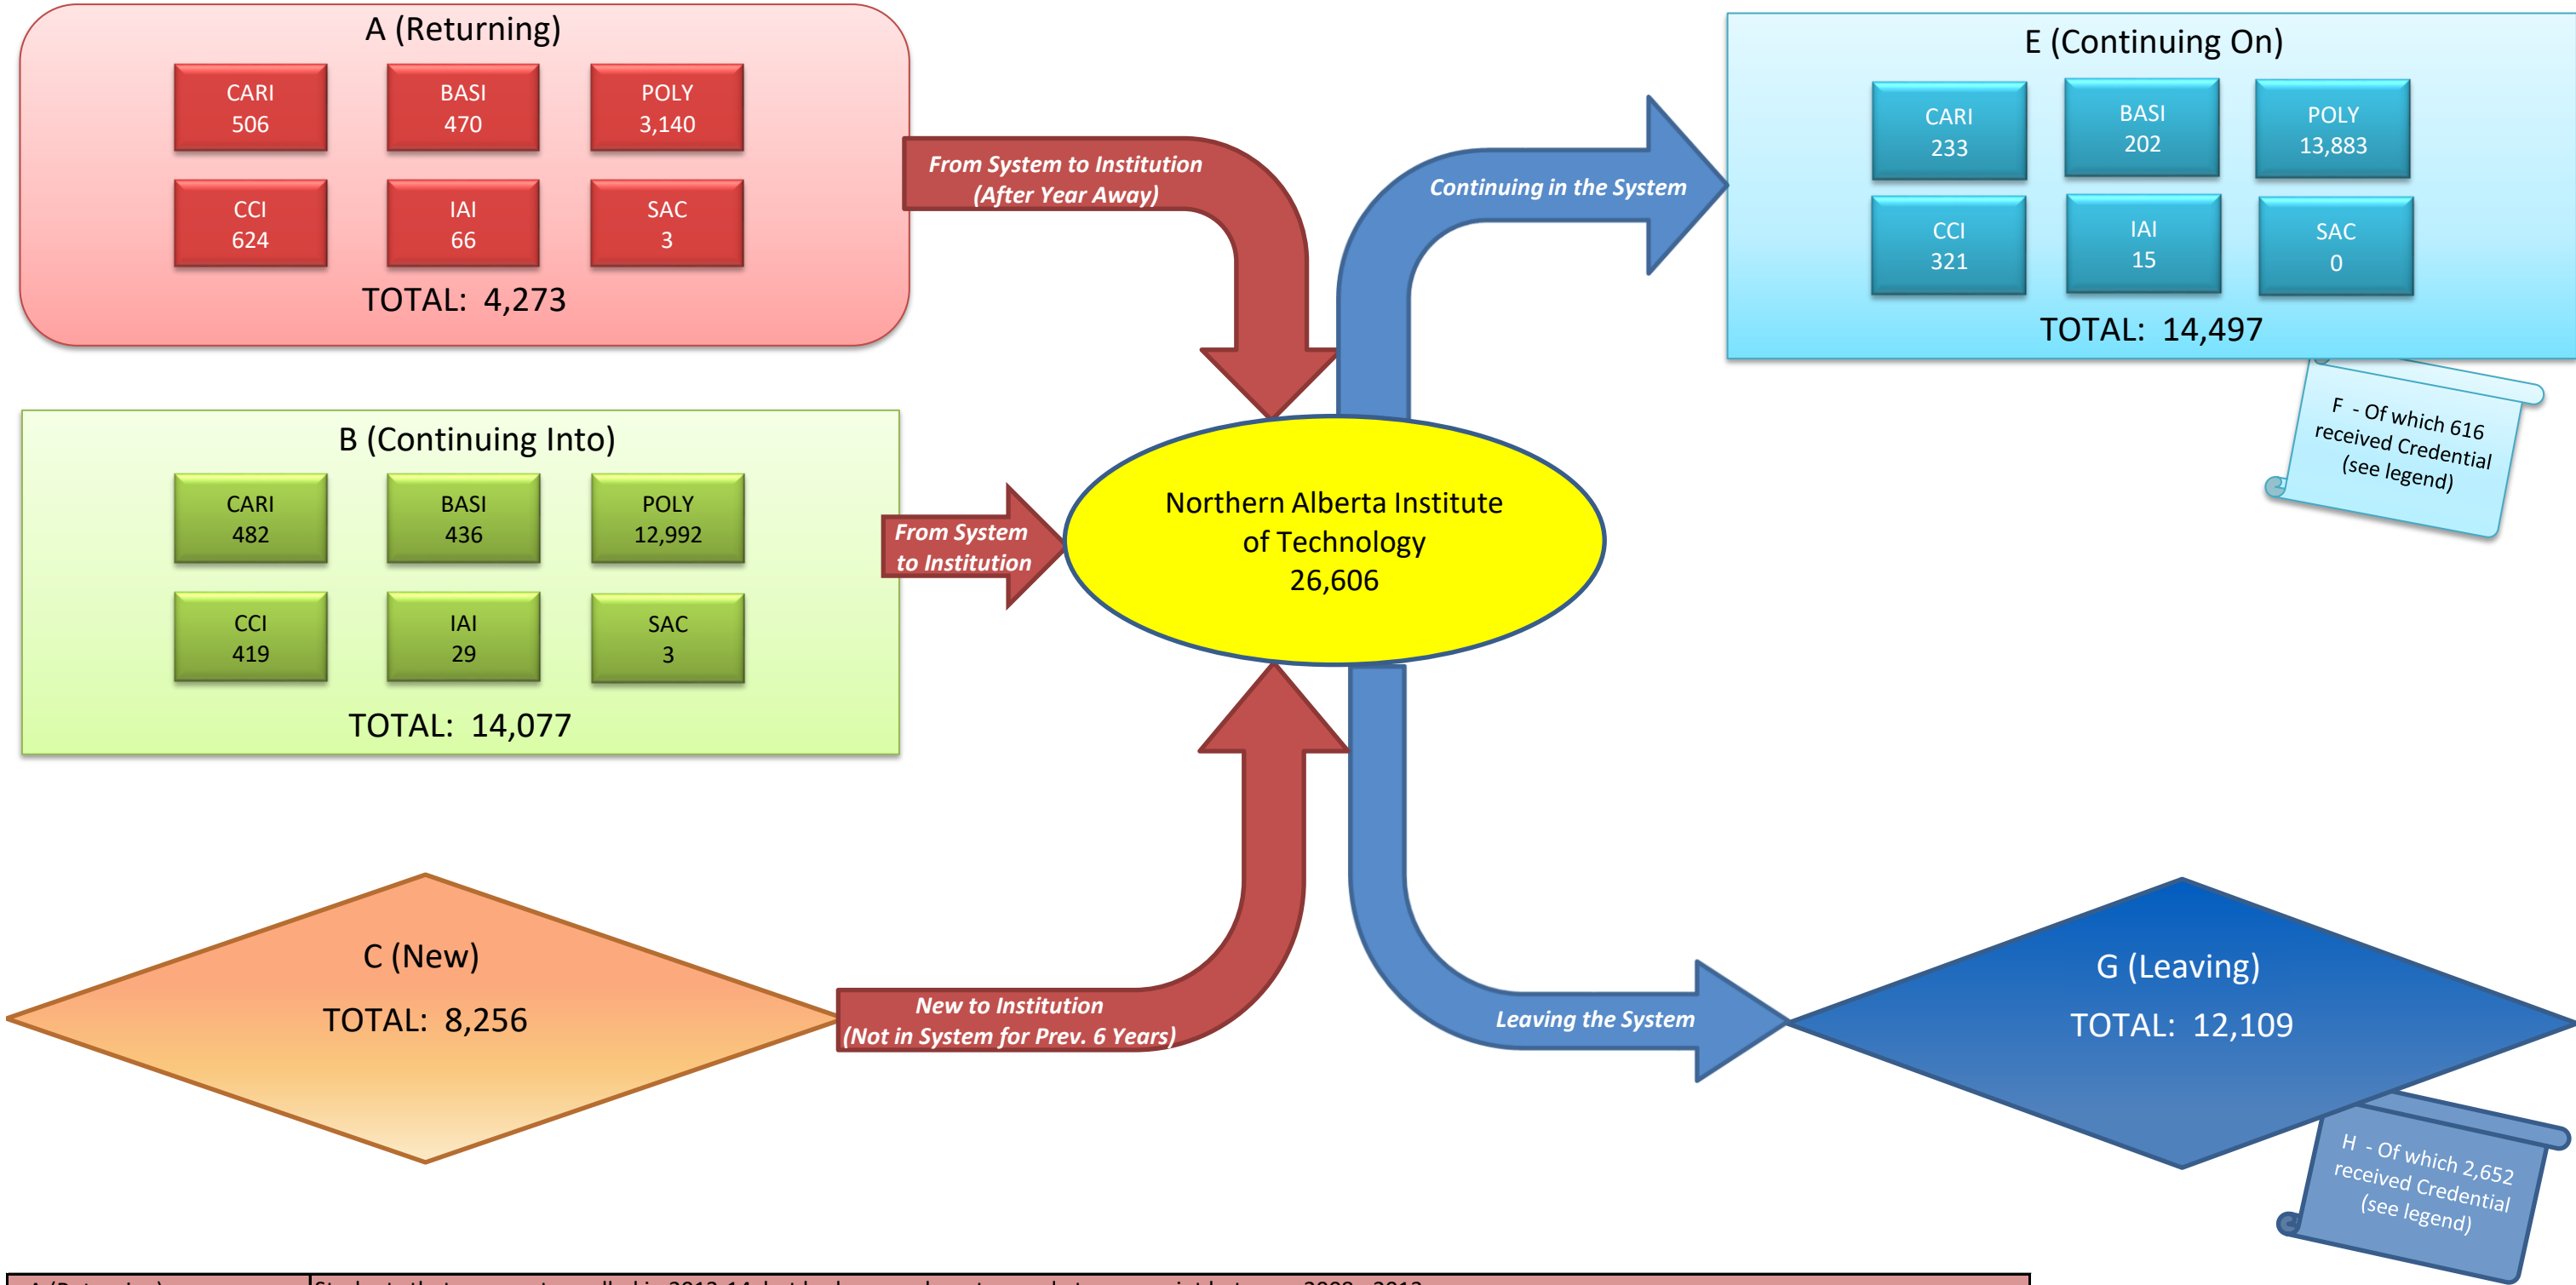 A (Returning)
CARI
506
BASI
470
POLY
3,140
CCI
624
IAI
66
SAC
3
TOTAL: 4,273
From System to Institution
(After Year Away)
Continuing in the System
E (Continuing On)
CARI
233
BASI
202
POLY
13,883
CCI
321
IAI
15
SAC
0
TOTAL: 14,497
F - Of which 616
received Credential
(see legend)
B (Continuing Into)
CARI
482
BASI
436
POLY
12,992
CCI
419
IAI
29
SAC
3
TOTAL: 14,077
From System
to Institution
Northern Alberta Institute
of Technology
26,606
C (New)
TOTAL: 8,256
New to Institution
(Not in System for Prev. 6 Years)
Leaving the System
G (Leaving)
TOTAL: 12,109
H - Of which 2,652
received Credential
(see legend)
A (Returning)